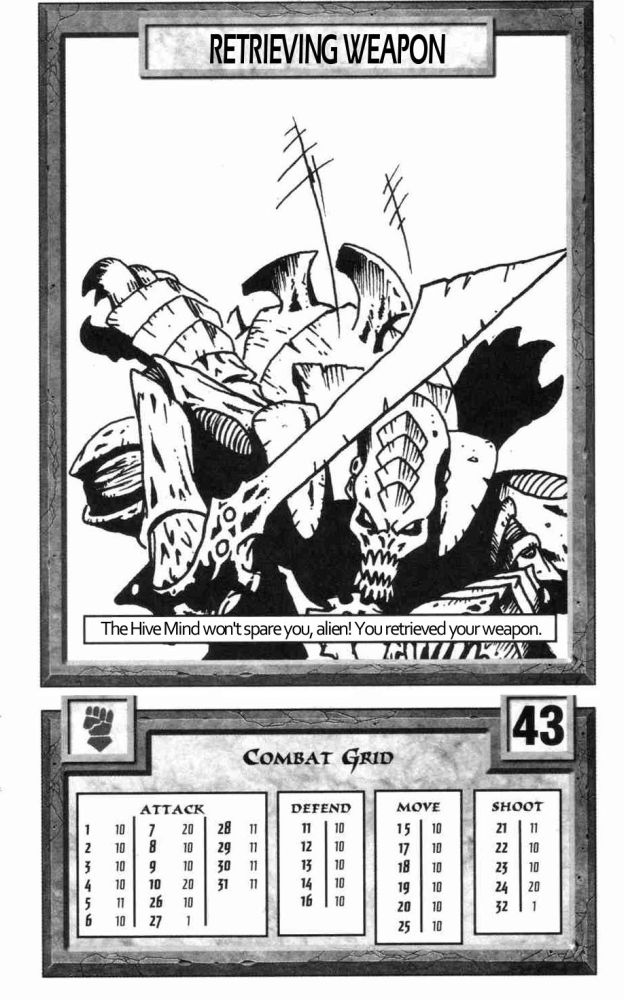 RETRIEVING WEAPON
The Hive Mind won't spare you, alien! You retrieved your weapon.
43
COMBAT GRID
ATTACK
1 10 7 20 28 11
2 10 8 10 29 11
3 10 9 10 30 11
4 10 10 20 31 11
5 11 26 10
6 10 27 1
DEFEND
11 10
12 10
13 10
14 10
16 10
MOVE
15 10
17 10
18 10
19 10
20 10
25 10
SHOOT
21 11
22 10
23 10
24 20
32 1